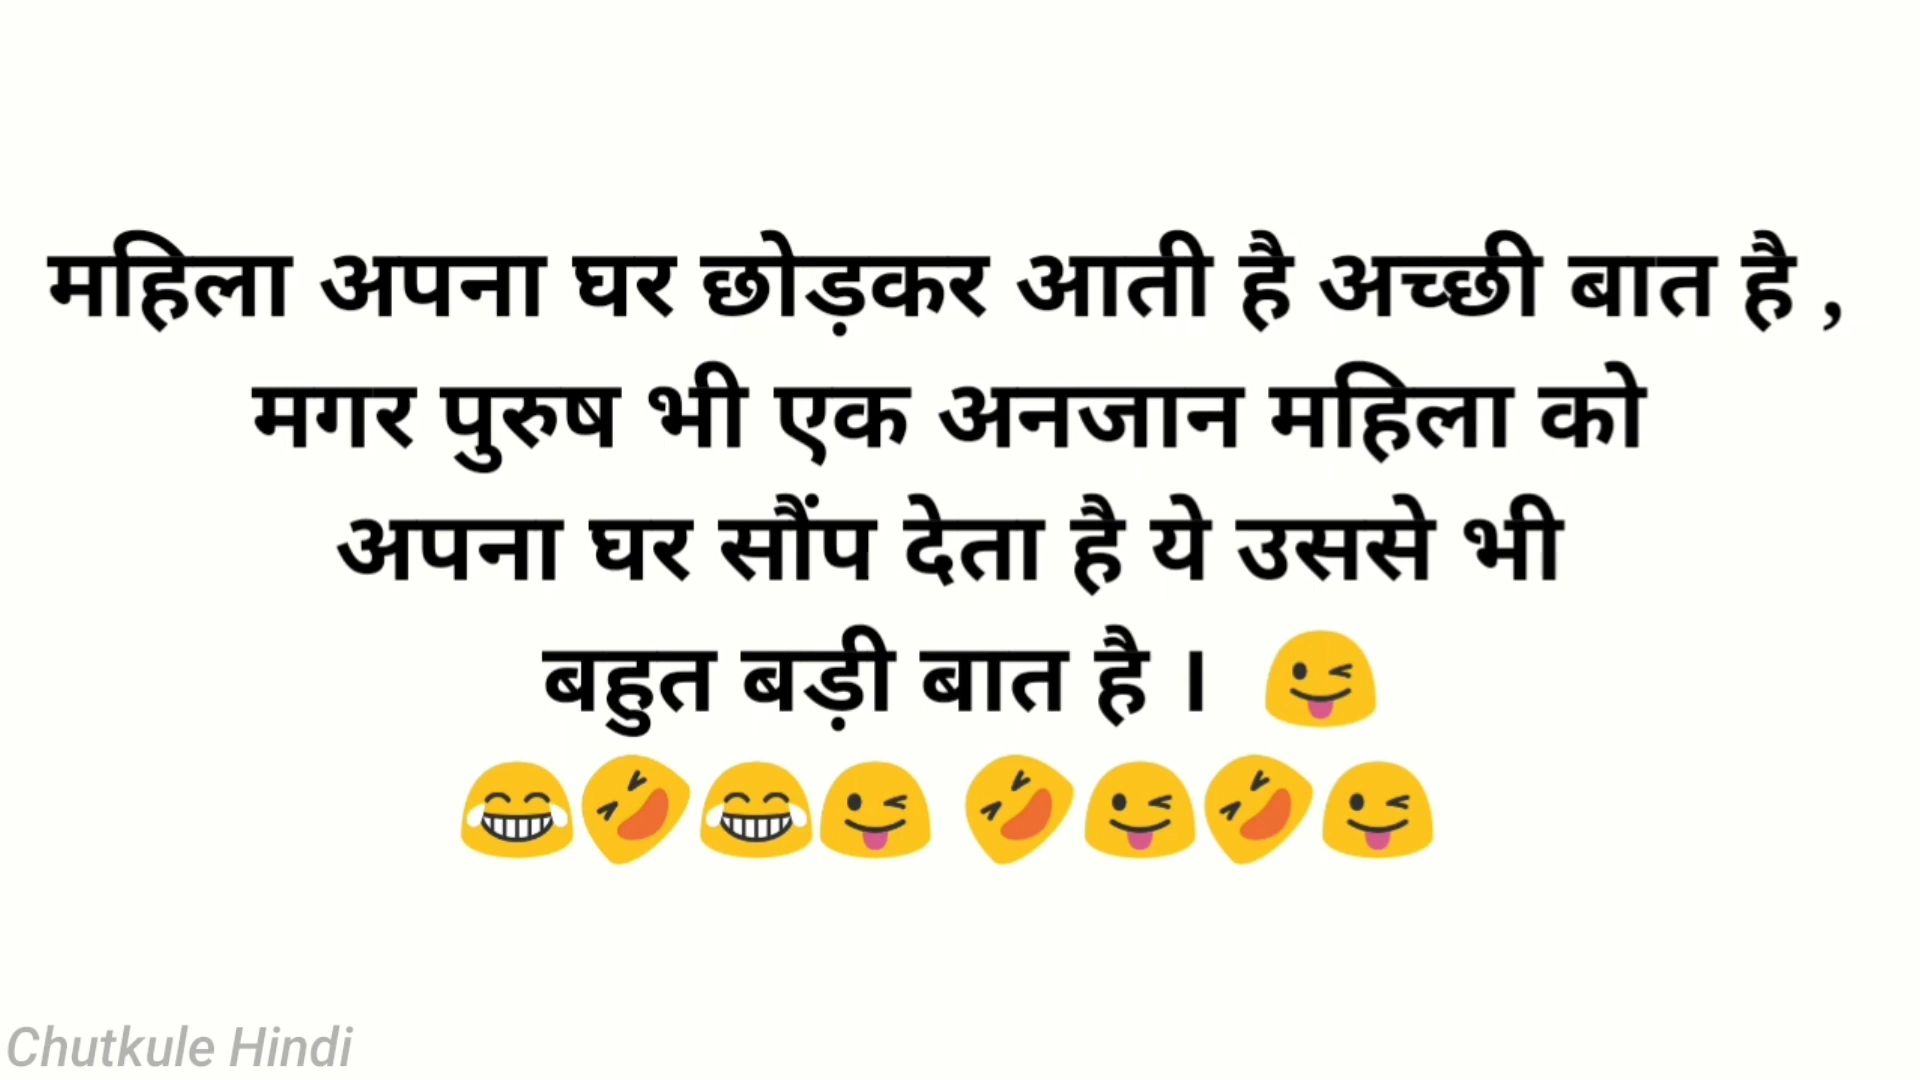 महिला अपना घर छोड़कर आती है अच्छी बात है ,
मगर पुरुष भी एक अनजान महिला को
अपना घर सौंप देता है ये उससे भी
बहुत बड़ी बात है । 😜
😂🤣😂😜 🤣😜🤣😜
Chutkule Hindi